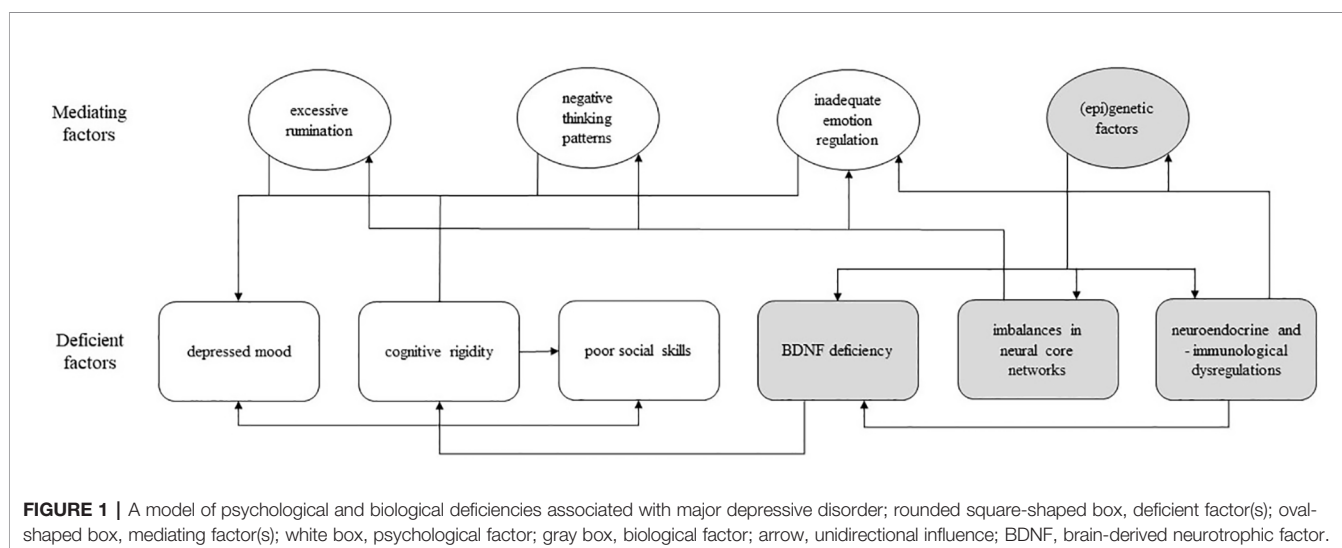 Mediating
factors
excessive
rumination
negative
thinking
patterns
inadequate
emotion
regulation
(epi)genetic
factors
Deficient
factors
depressed mood
cognitive rigidity
poor social skills
BDNF deficiency
imbalances in
neural core
networks
neuroendocrine and
- immunological
dysregulations
FIGURE 1 | A model of psychological and biological deficiencies associated with major depressive disorder; rounded square-shaped box, deficient factor(s); oval-
shaped box, mediating factor(s); white box, psychological factor; gray box, biological factor; arrow, unidirectional influence; BDNF, brain-derived neurotrophic factor.